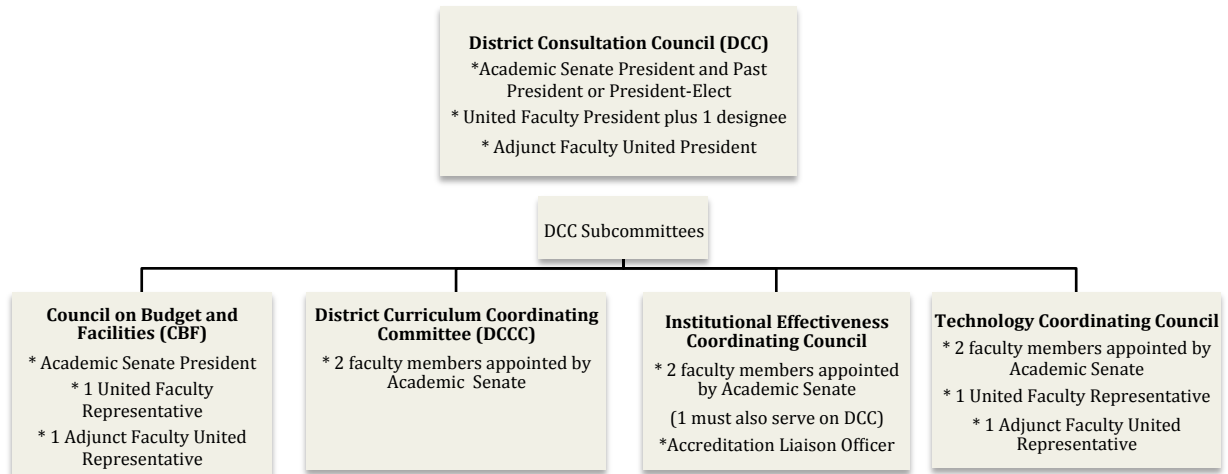 District Consultation Council (DCC)
*Academic Senate President and Past
President or President-Elect
* United Faculty President plus 1 designee
* Adjunct Faculty United President
DCC Subcommittees
Council on Budget and
Facilities (CBF)
* Academic Senate President
* 1 United Faculty
Representative
* 1 Adjunct Faculty United
Representative
District Curriculum Coordinating
Committee (DCCC)
* 2 faculty members appointed by
Academic Senate
Institutional Effectiveness
Coordinating Council
* 2 faculty members appointed
by Academic Senate
(1 must also serve on DCC)
*Accreditation Liaison Officer
Technology Coordinating Council
* 2 faculty members appointed by
Academic Senate
* 1 United Faculty Representative
* 1 Adjunct Faculty United
Representative